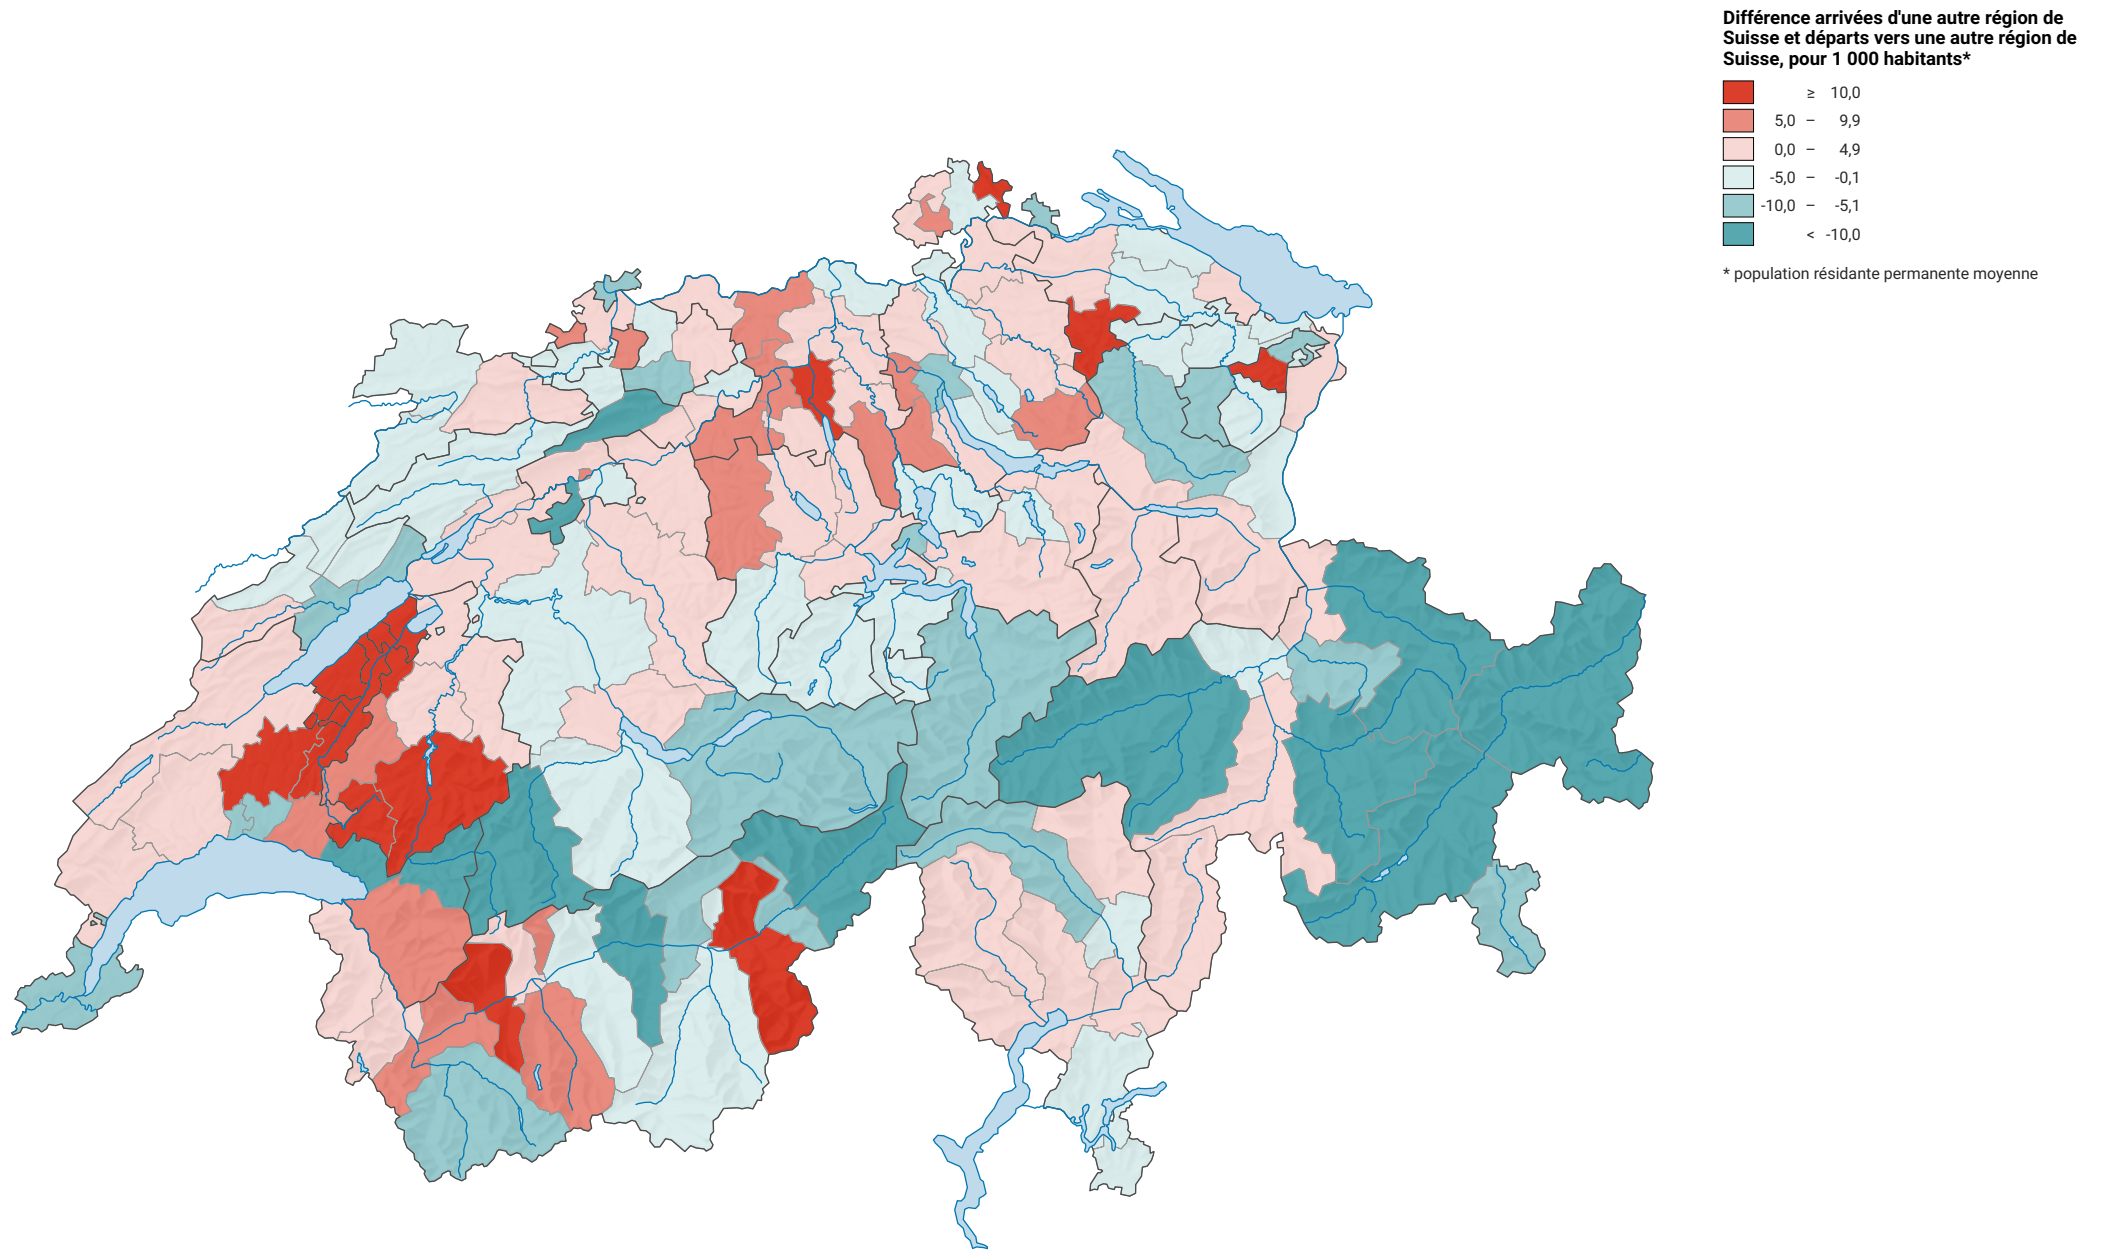 Différence arrivées d'une autre région de
Suisse et départs vers une autre région de
Suisse, pour 1 000 habitants*
≥ 10,0
5,0 – 9,9
0,0 – 4,9
-5,0 – -0,1
-10,0 – -5,1
< -10,0
* population résidante permanente moyenne